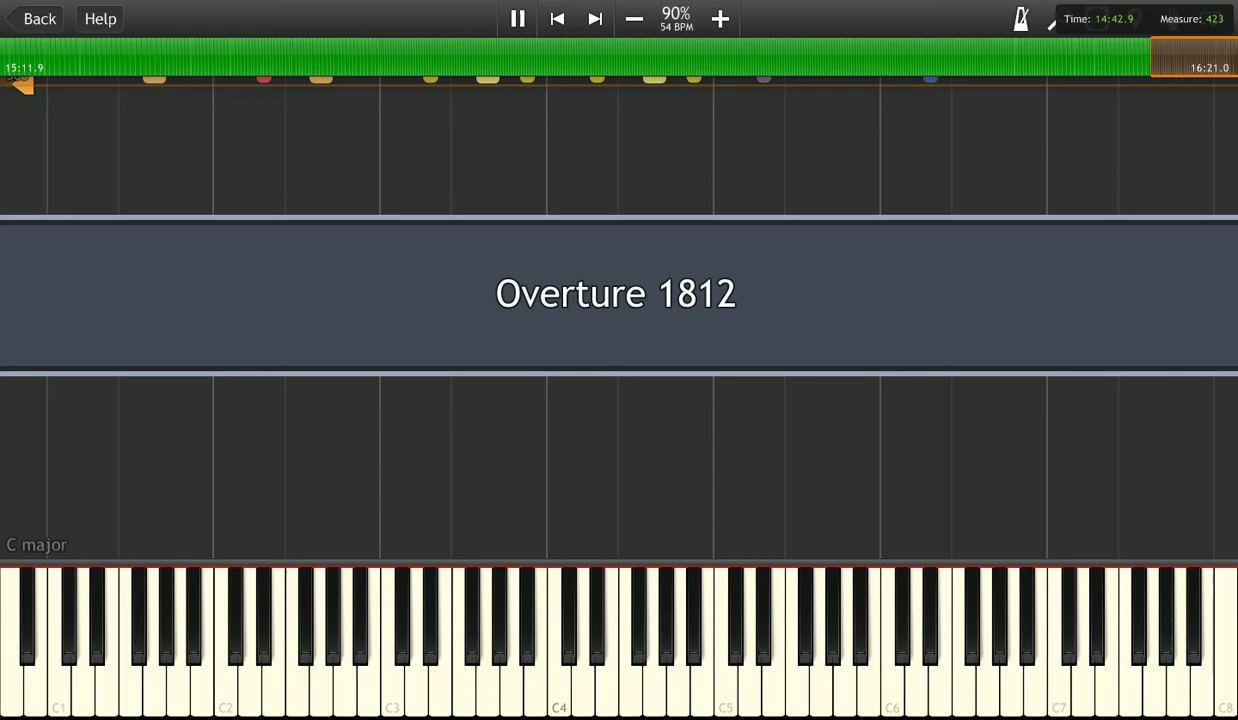 Back
Help
90%
54 BPM
Time: 14:42.9
Measure: 423
15:11.9
16:21.0
Overture 1812
C major
C1
C2
C3
C4
C5
C6
C7
C8